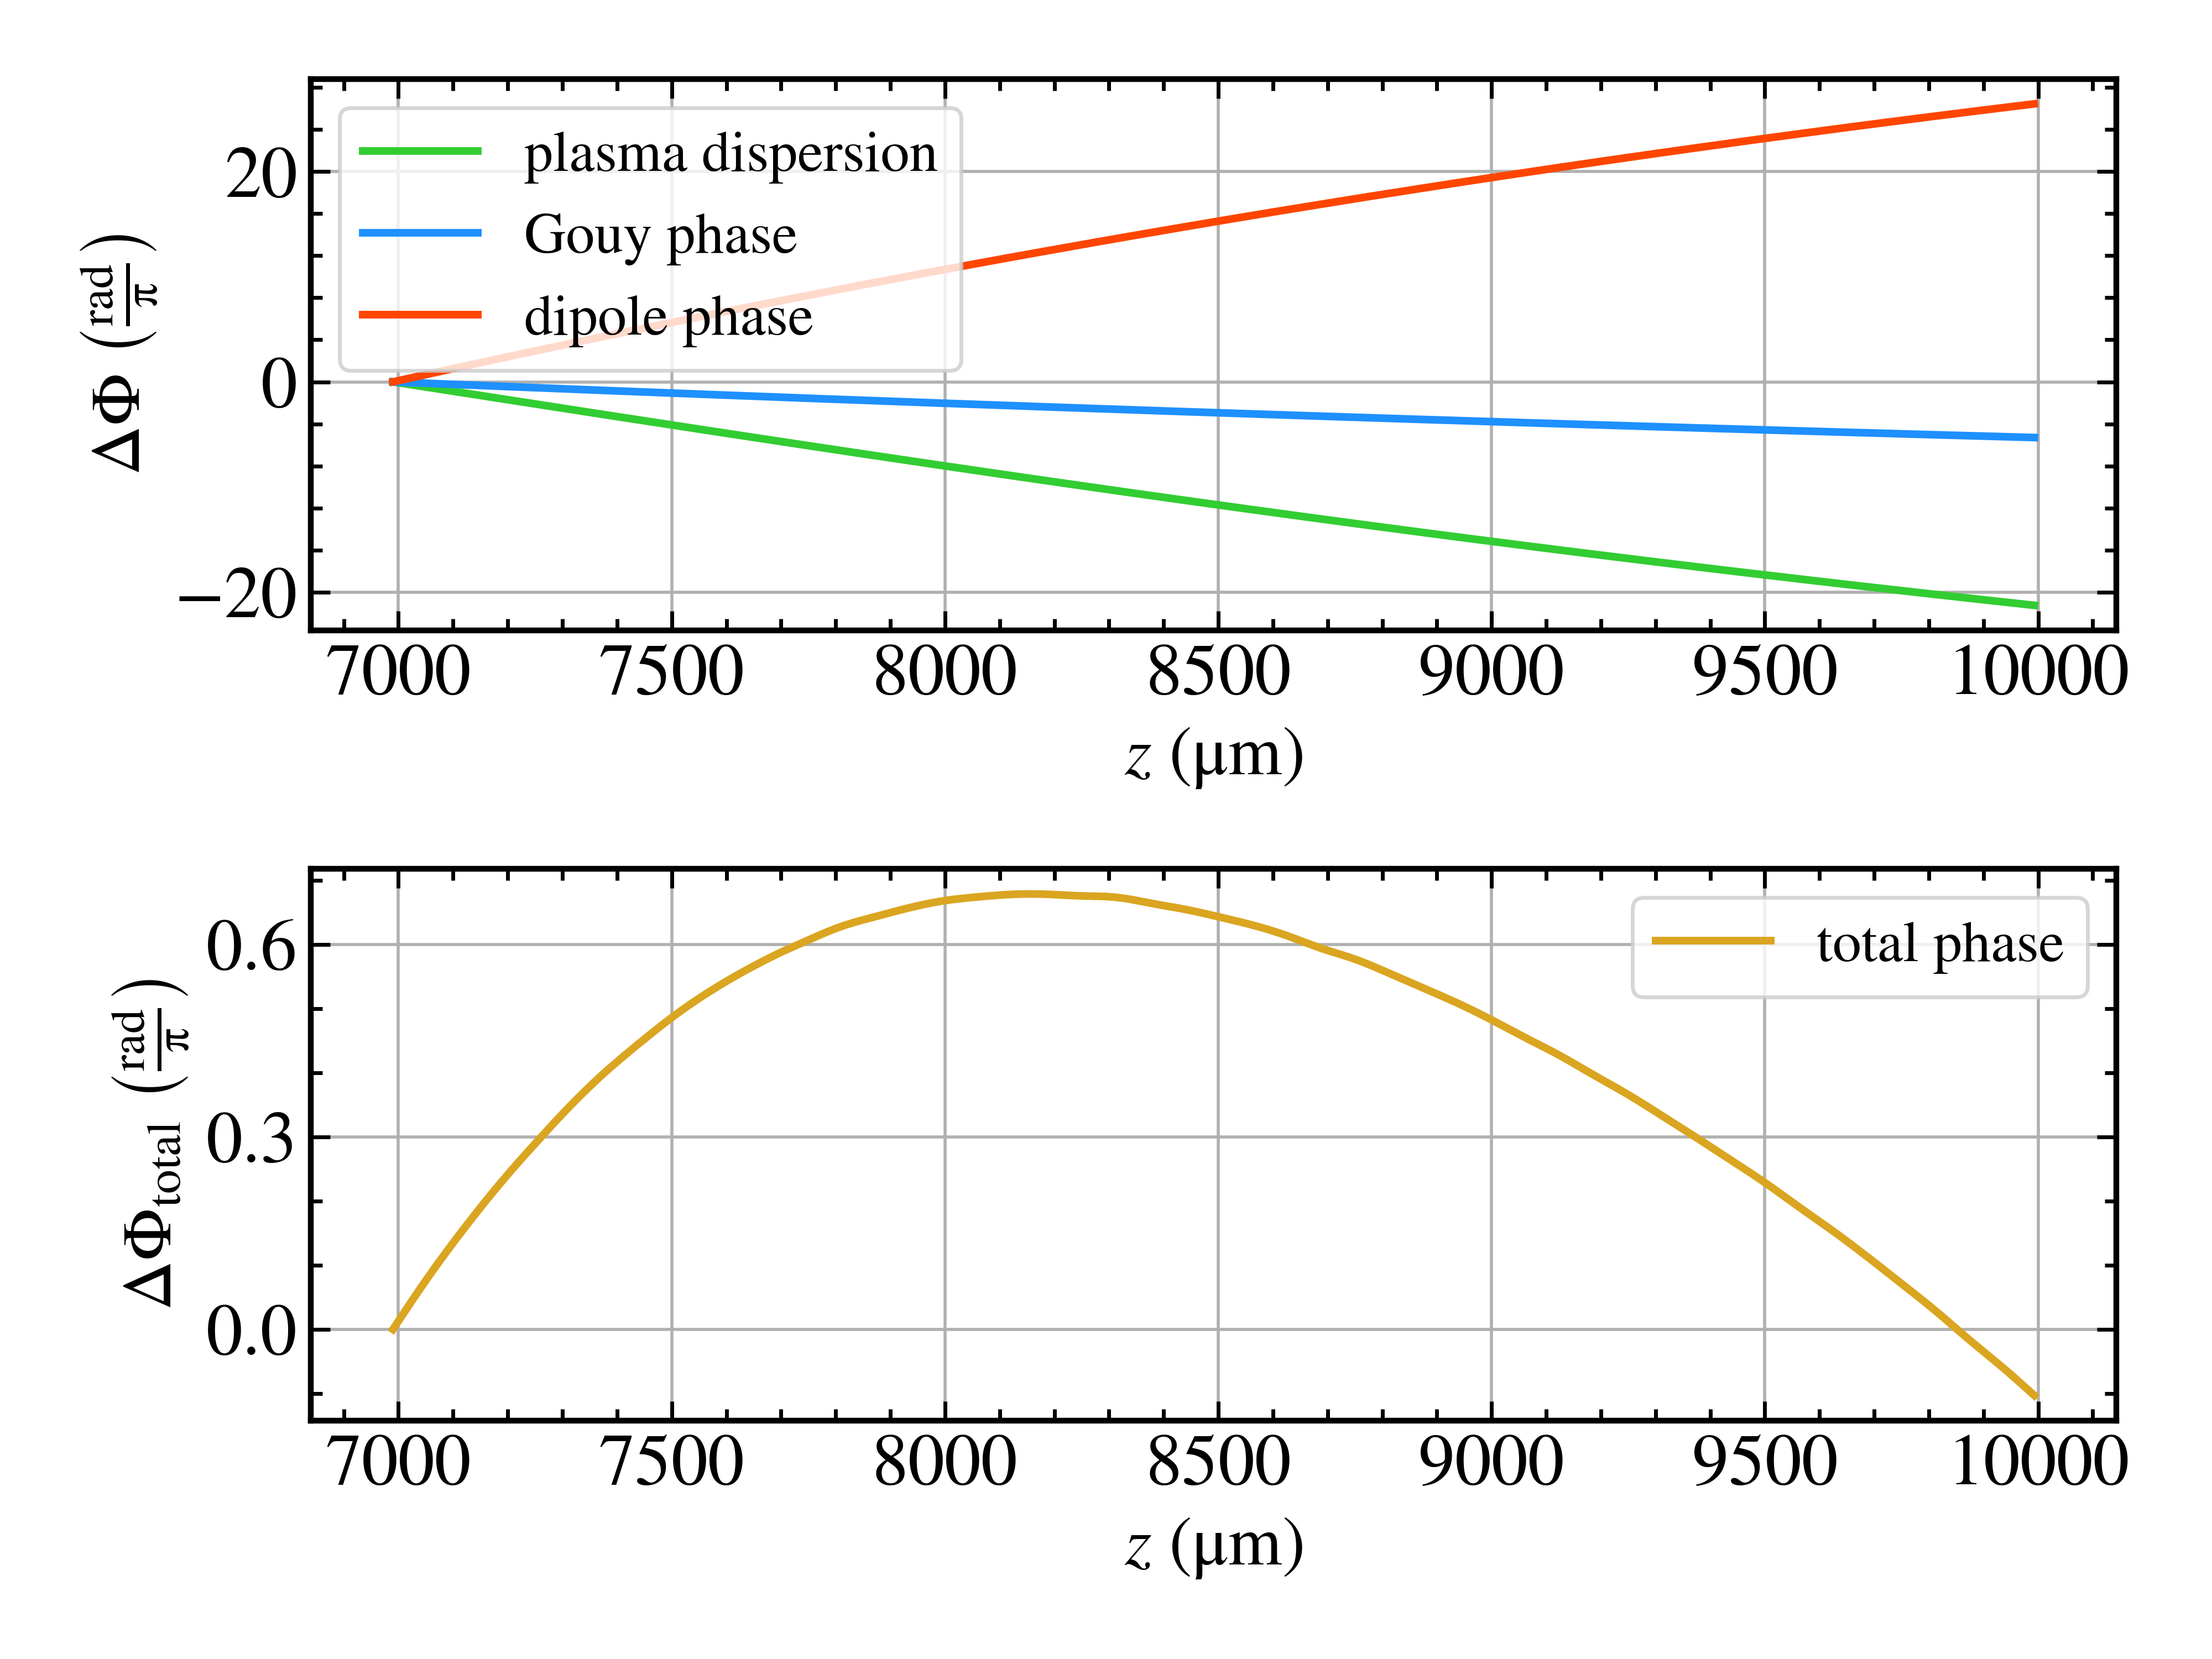 ΔΦ (rad/π)
20
0
−20
plasma dispersion
Gouy phase
dipole phase
7000 7500 8000 8500 9000 9500 10000
z (μm)
ΔΦtotal (rad/π)
0.6
0.3
0.0
total phase
7000 7500 8000 8500 9000 9500 10000
z (μm)